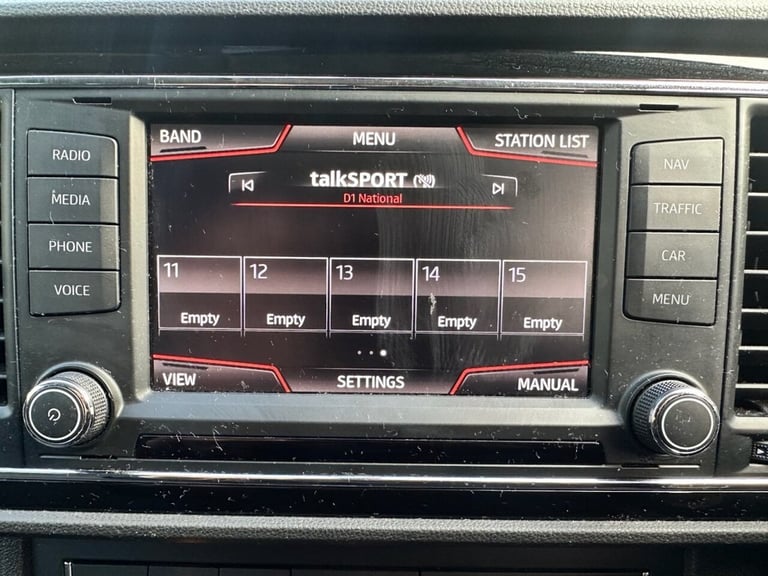 RADIO
MEDIA
PHONE
VOICE
BAND
MENU
STATION LIST
talkSPORT
D1 National
11
12
13
14
15
Empty
Empty
Empty
Empty
Empty
VIEW
SETTINGS
MANUAL
NAV
TRAFFIC
CAR
MENU